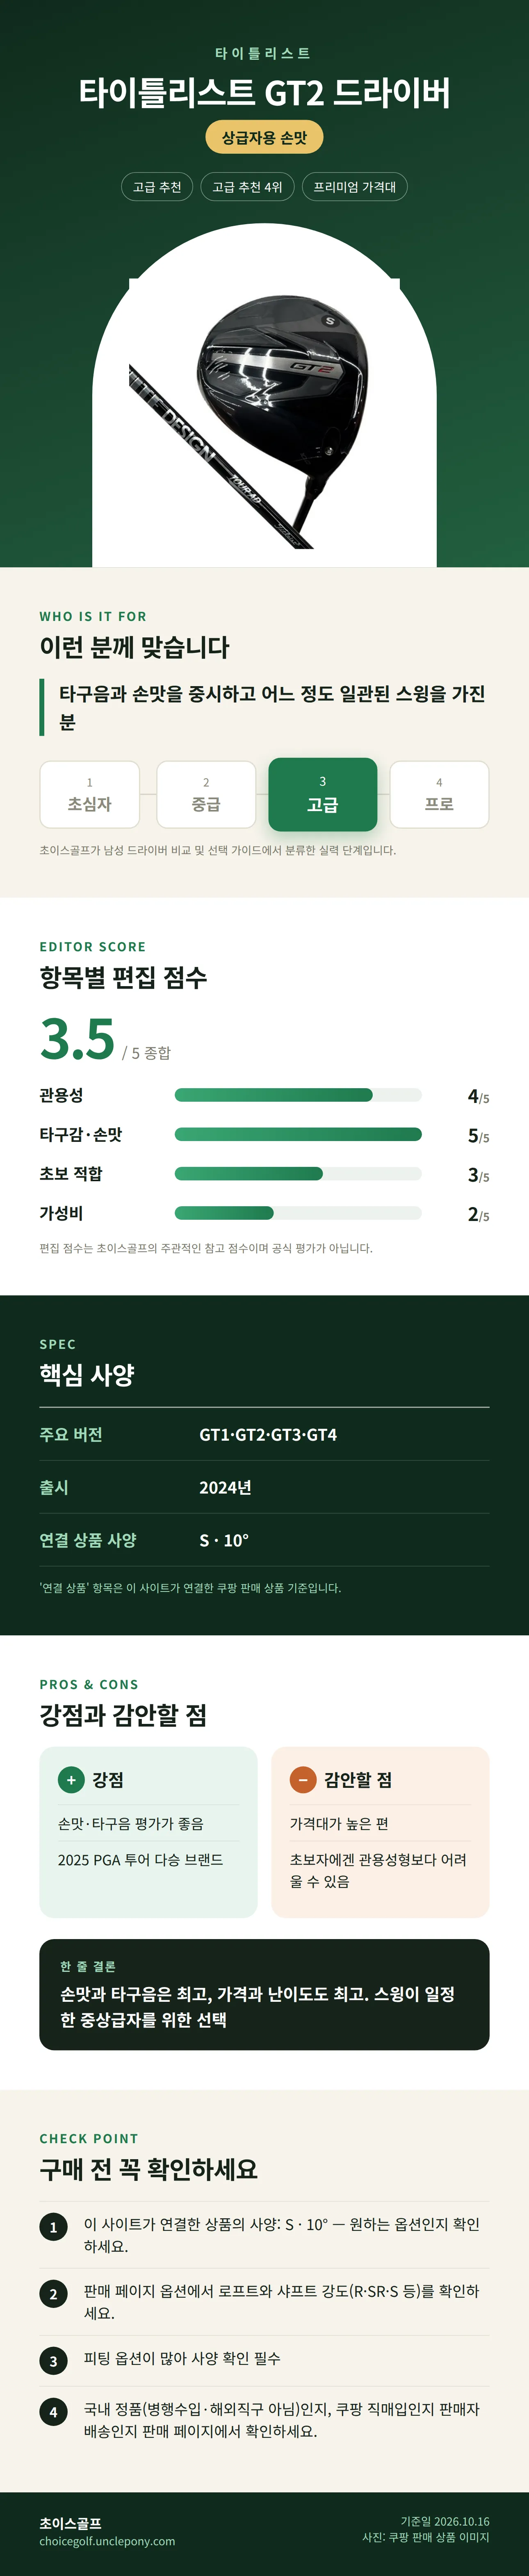 타이틀리스트
타이틀리스트 GT2 드라이버
상급자용 손맛
고급 추천
고급 추천 4위
프리미엄 가격대
S
GT2
DESIGN
TOUR AD
WHO IS IT FOR
이런 분께 맞습니다
타구음과 손맛을 중시하고 어느 정도 일관된 스윙을 가진
분
1
초심자
2
중급
3
고급
4
프로
초이스골프가 남성 드라이버 비교 및 선택 가이드에서 분류한 실력 단계입니다.
EDITOR SCORE
항목별 편집 점수
3.5 / 5 종합
관용성 4/5
타구감·손맛 5/5
초보 적합 3/5
가성비 2/5
편집 점수는 초이스골프의 주관적인 참고 점수이며 공식 평가가 아닙니다.
SPEC
핵심 사양
주요 버전 GT1·GT2·GT3·GT4
출시 2024년
연결 상품 사양 S · 10°
'연결 상품' 항목은 이 사이트가 연결한 쿠팡 판매 상품 기준입니다.
PROS & CONS
강점과 감안할 점
+ 강점
손맛·타구음 평가가 좋음
2025 PGA 투어 다승 브랜드
− 감안할 점
가격대가 높은 편
초보자에겐 관용성형보다 어려
울 수 있음
한 줄 결론
손맛과 타구음은 최고, 가격과 난이도도 최고. 스윙이 일정
한 중상급자를 위한 선택
CHECK POINT
구매 전 꼭 확인하세요
1 이 사이트가 연결한 상품의 사양: S · 10° — 원하는 옵션인지 확인
하세요.
2 판매 페이지 옵션에서 로프트와 샤프트 강도(R·SR·S 등)를 확인하
세요.
3 피팅 옵션이 많아 사양 확인 필수
4 국내 정품(병행수입·해외직구 아님)인지, 쿠팡 직매입인지 판매자
배송인지 판매 페이지에서 확인하세요.
초이스골프
choicegolf.unclepony.com
기준일 2026.10.16
사진: 쿠팡 판매 상품 이미지